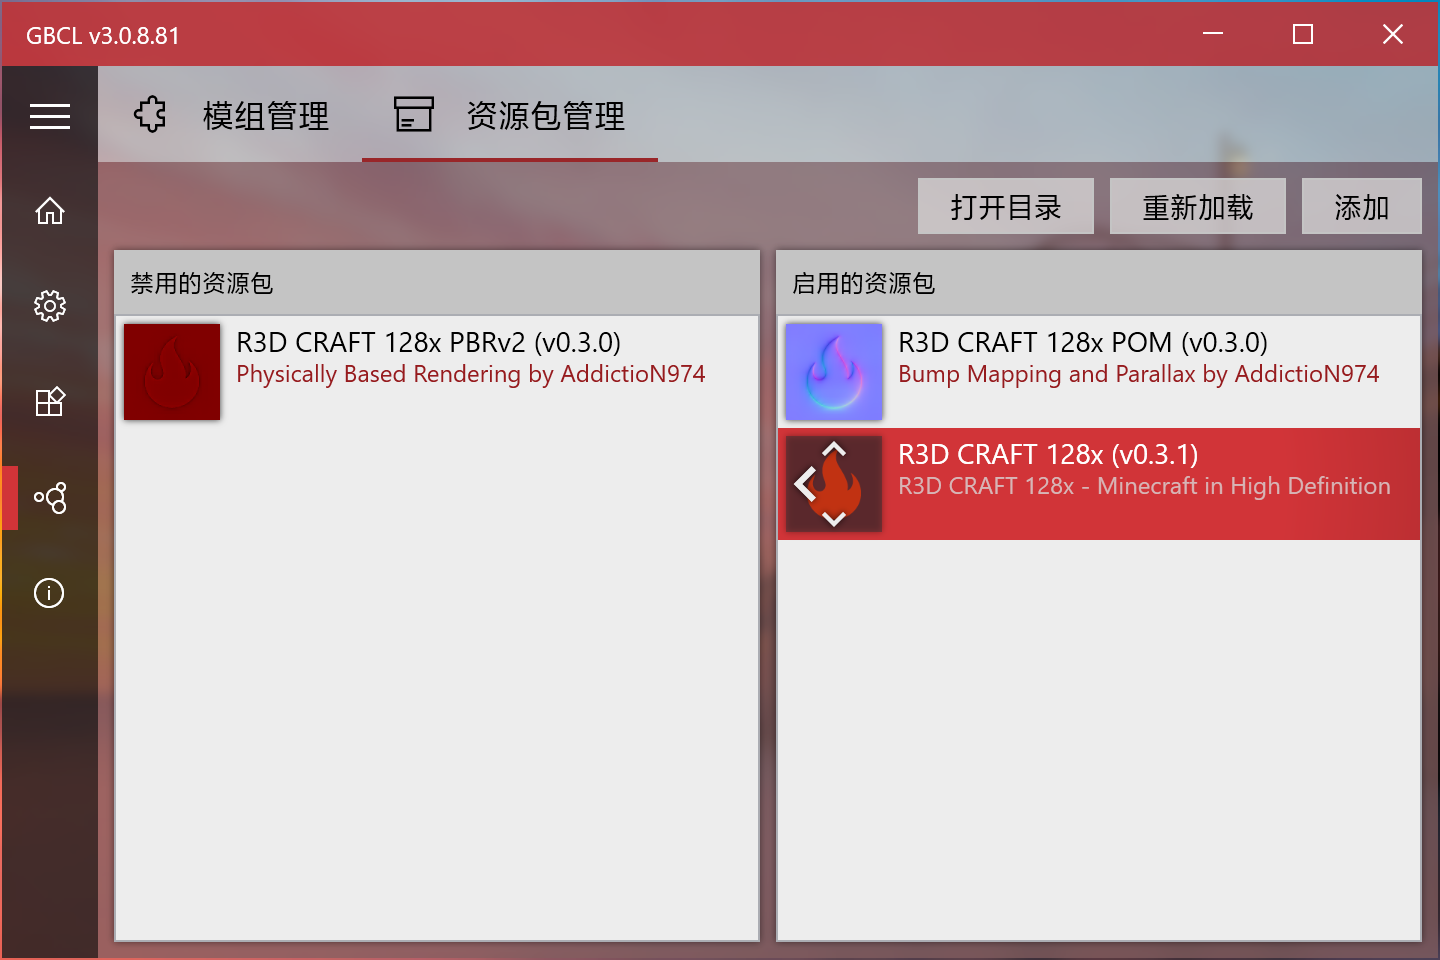 GBCL v3.0.8.81
模组管理
资源包管理
打开目录
重新加载
添加
禁用的资源包
R3D CRAFT 128x PBRv2 (v0.3.0)
Physically Based Rendering by AddictioN974
启用的资源包
R3D CRAFT 128x POM (v0.3.0)
Bump Mapping and Parallax by AddictioN974
R3D CRAFT 128x (v0.3.1)
R3D CRAFT 128x - Minecraft in High Definition